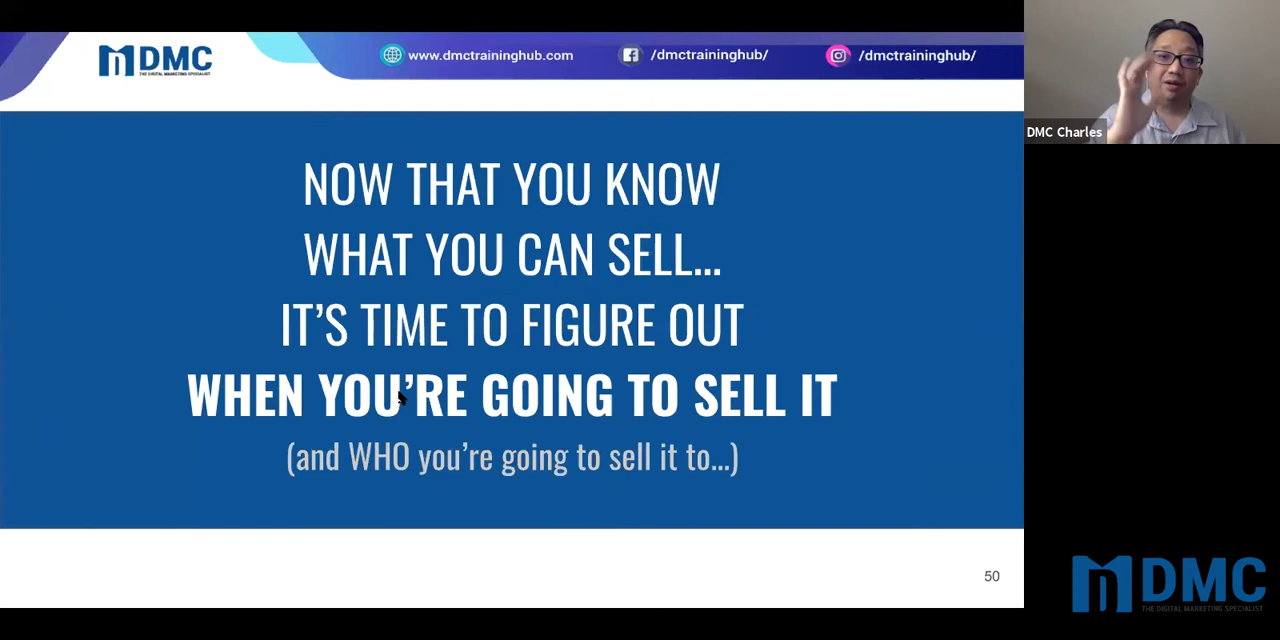 DMC
THE DIGITAL MARKETING SPECIALIST
www.dmctraininghub.com
/dmctraininghub/
/dmctraininghub/
DMC Charles
NOW THAT YOU KNOW
WHAT YOU CAN SELL...
IT’S TIME TO FIGURE OUT
WHEN YOU’RE GOING TO SELL IT
(and WHO you’re going to sell it to...)
50
DMC
THE DIGITAL MARKETING SPECIALIST